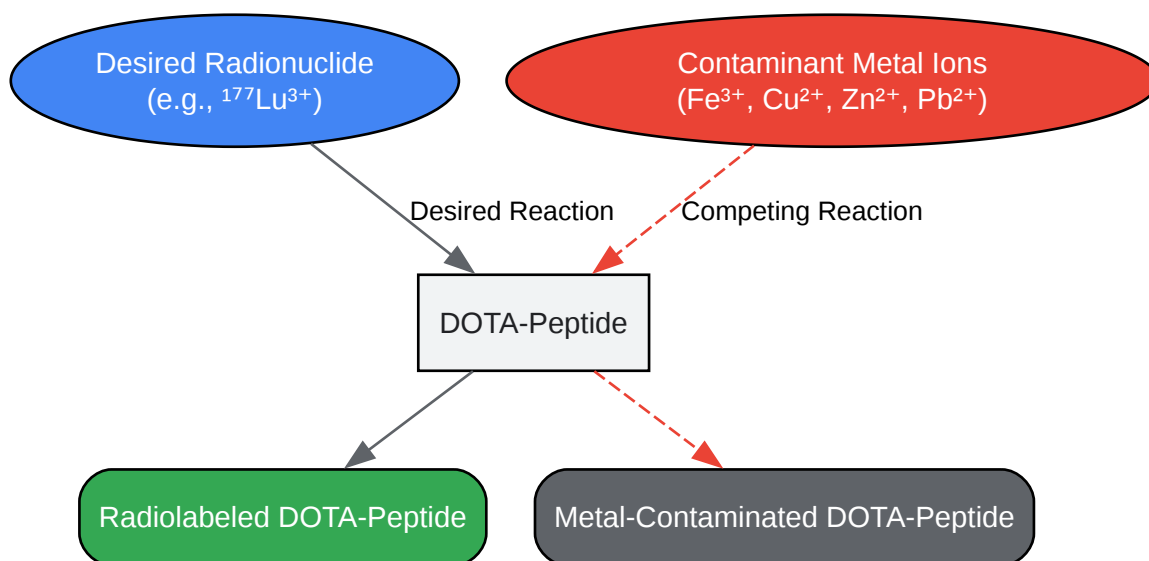 Desired Radionuclide
(e.g., ¹⁷⁷Lu³⁺)
Contaminant Metal Ions
(Fe³⁺, Cu²⁺, Zn²⁺, Pb²⁺)
Desired Reaction
Competing Reaction
DOTA-Peptide
Radiolabeled DOTA-Peptide
Metal-Contaminated DOTA-Peptide